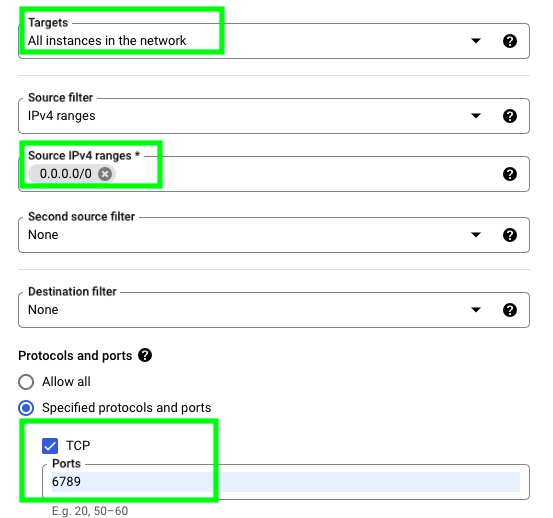 Targets
All instances in the network
Source filter
IPv4 ranges
Source IPv4 ranges *
0.0.0.0/0
Second source filter
None
Destination filter
None
Protocols and ports
Allow all
Specified protocols and ports
TCP
Ports
6789
E.g. 20, 50–60